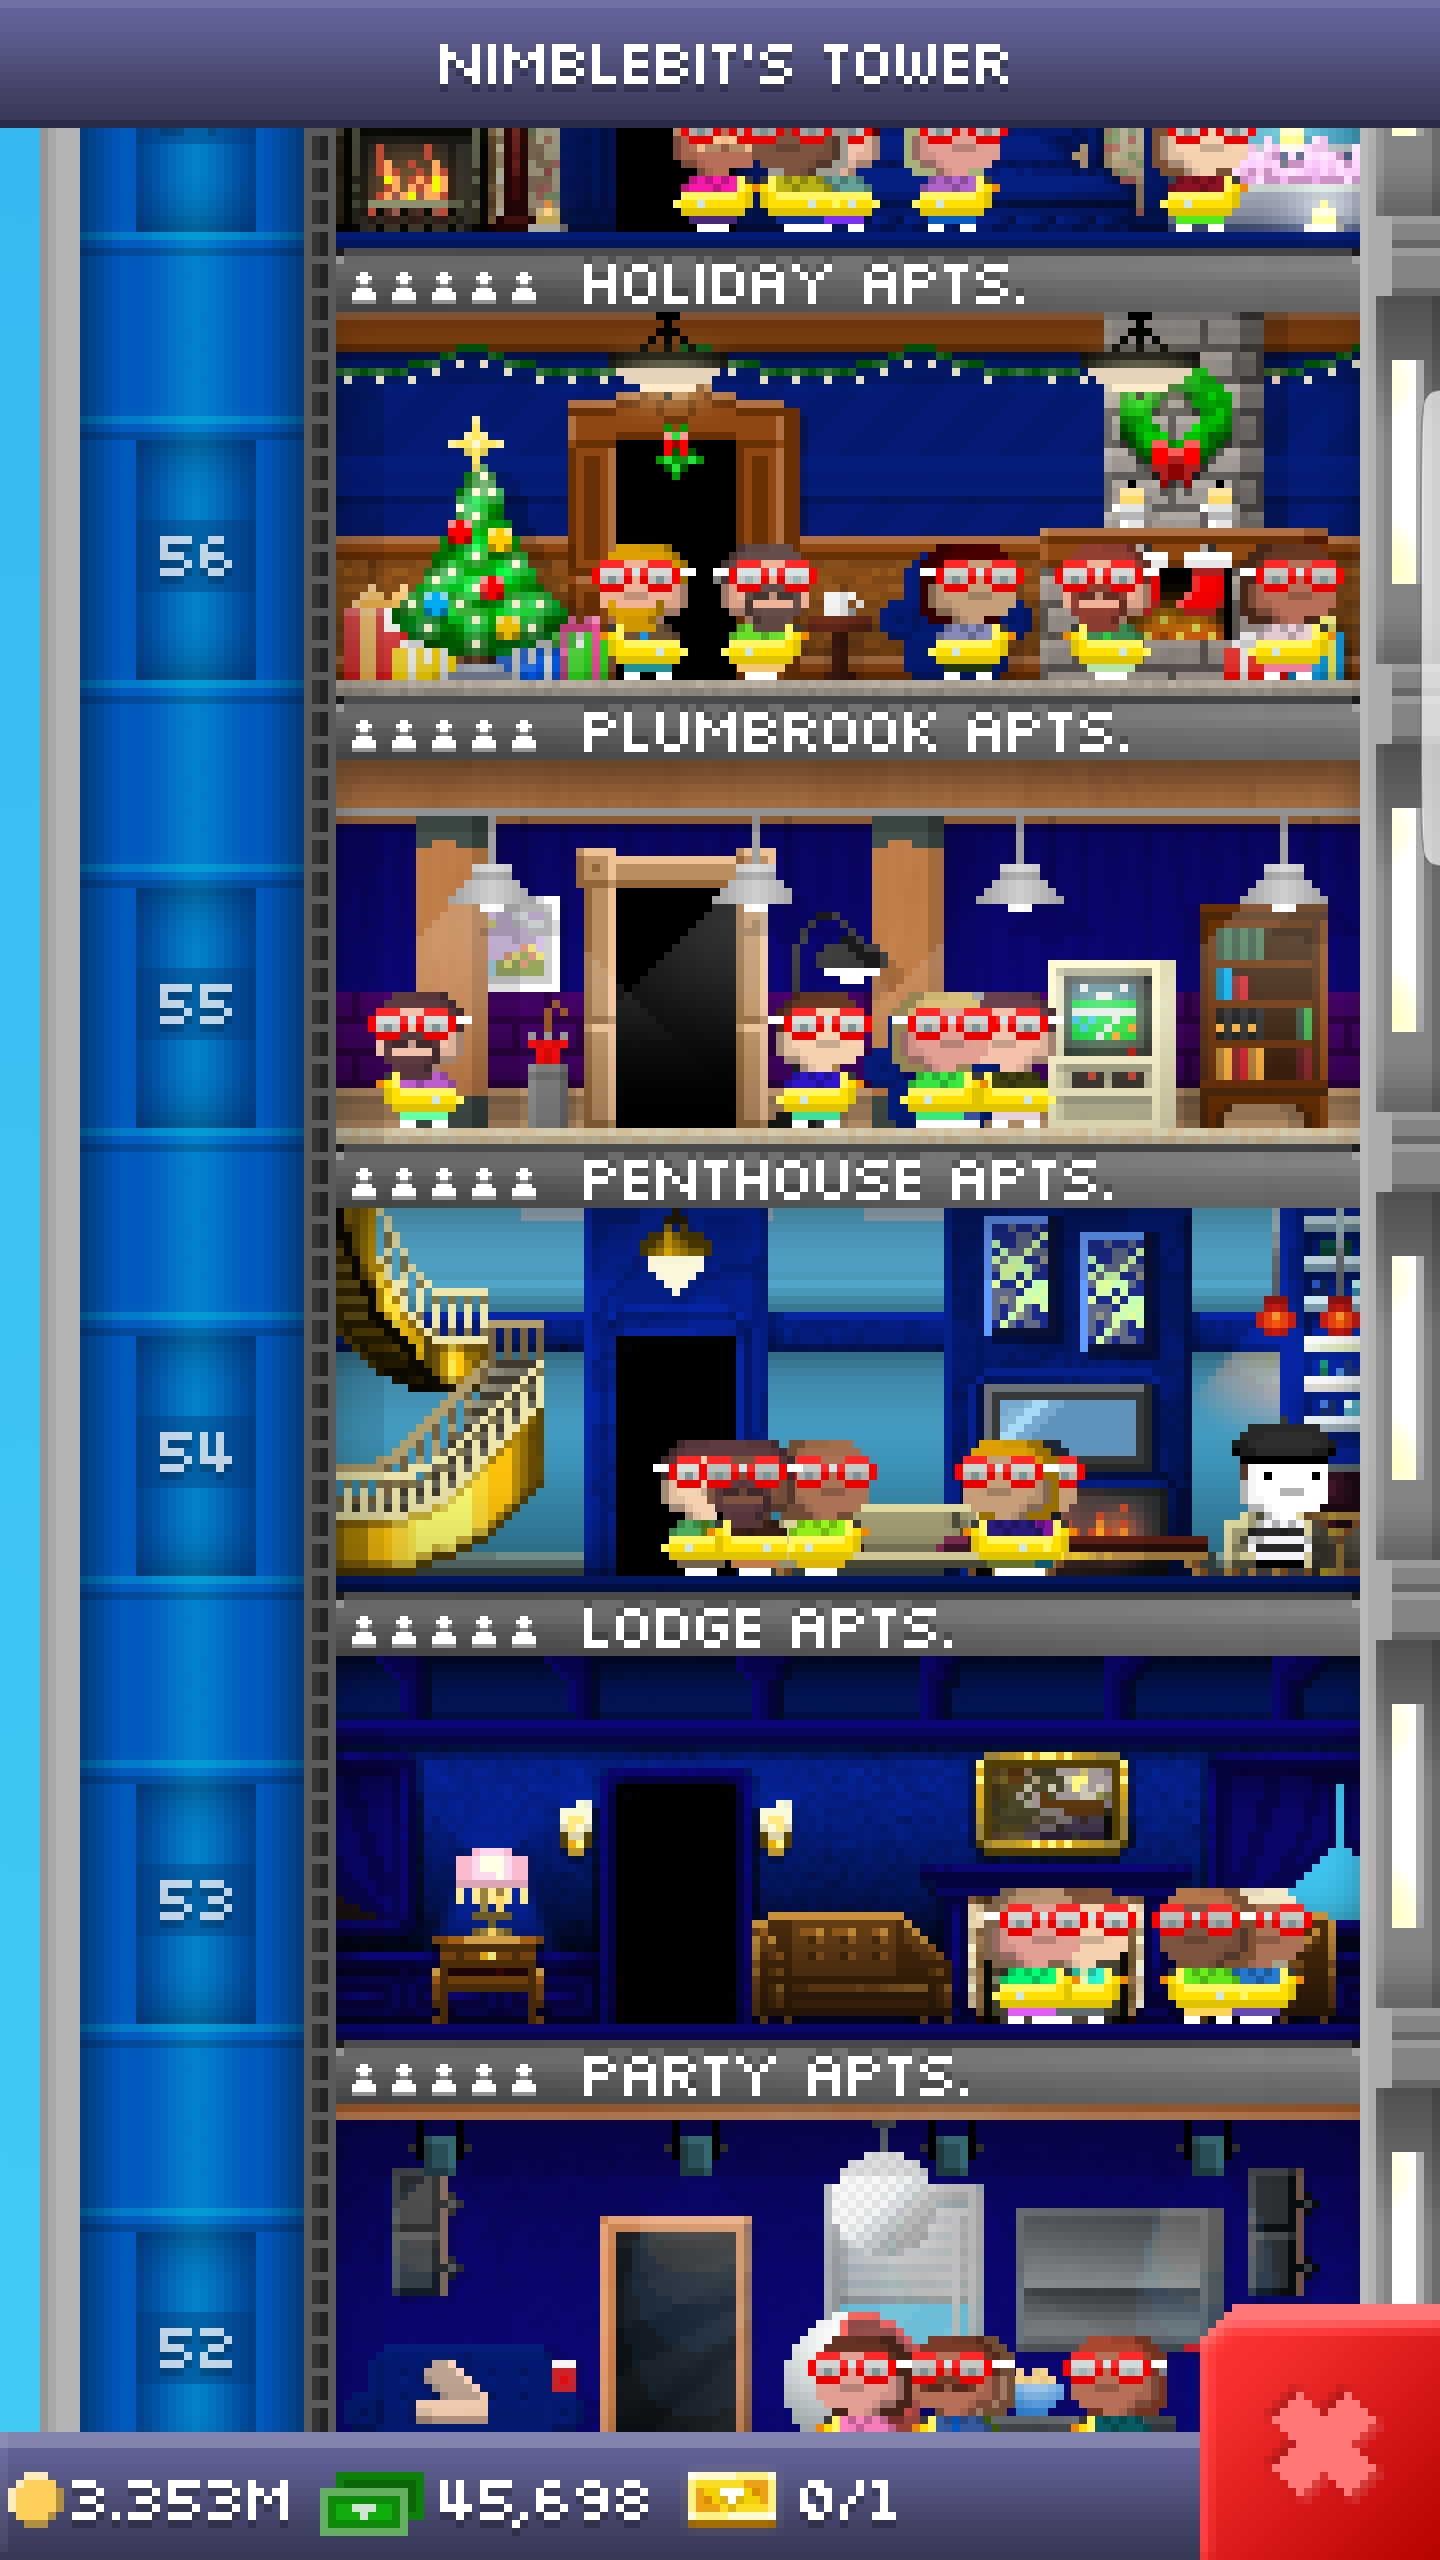 NIMBLEBIT'S TOWER
HOLIDAY APTS.
56
PLUMBROOK APTS.
55
PENTHOUSE APTS.
54
LODGE APTS.
53
PARTY APTS.
52
3.353M 45,698 0/1